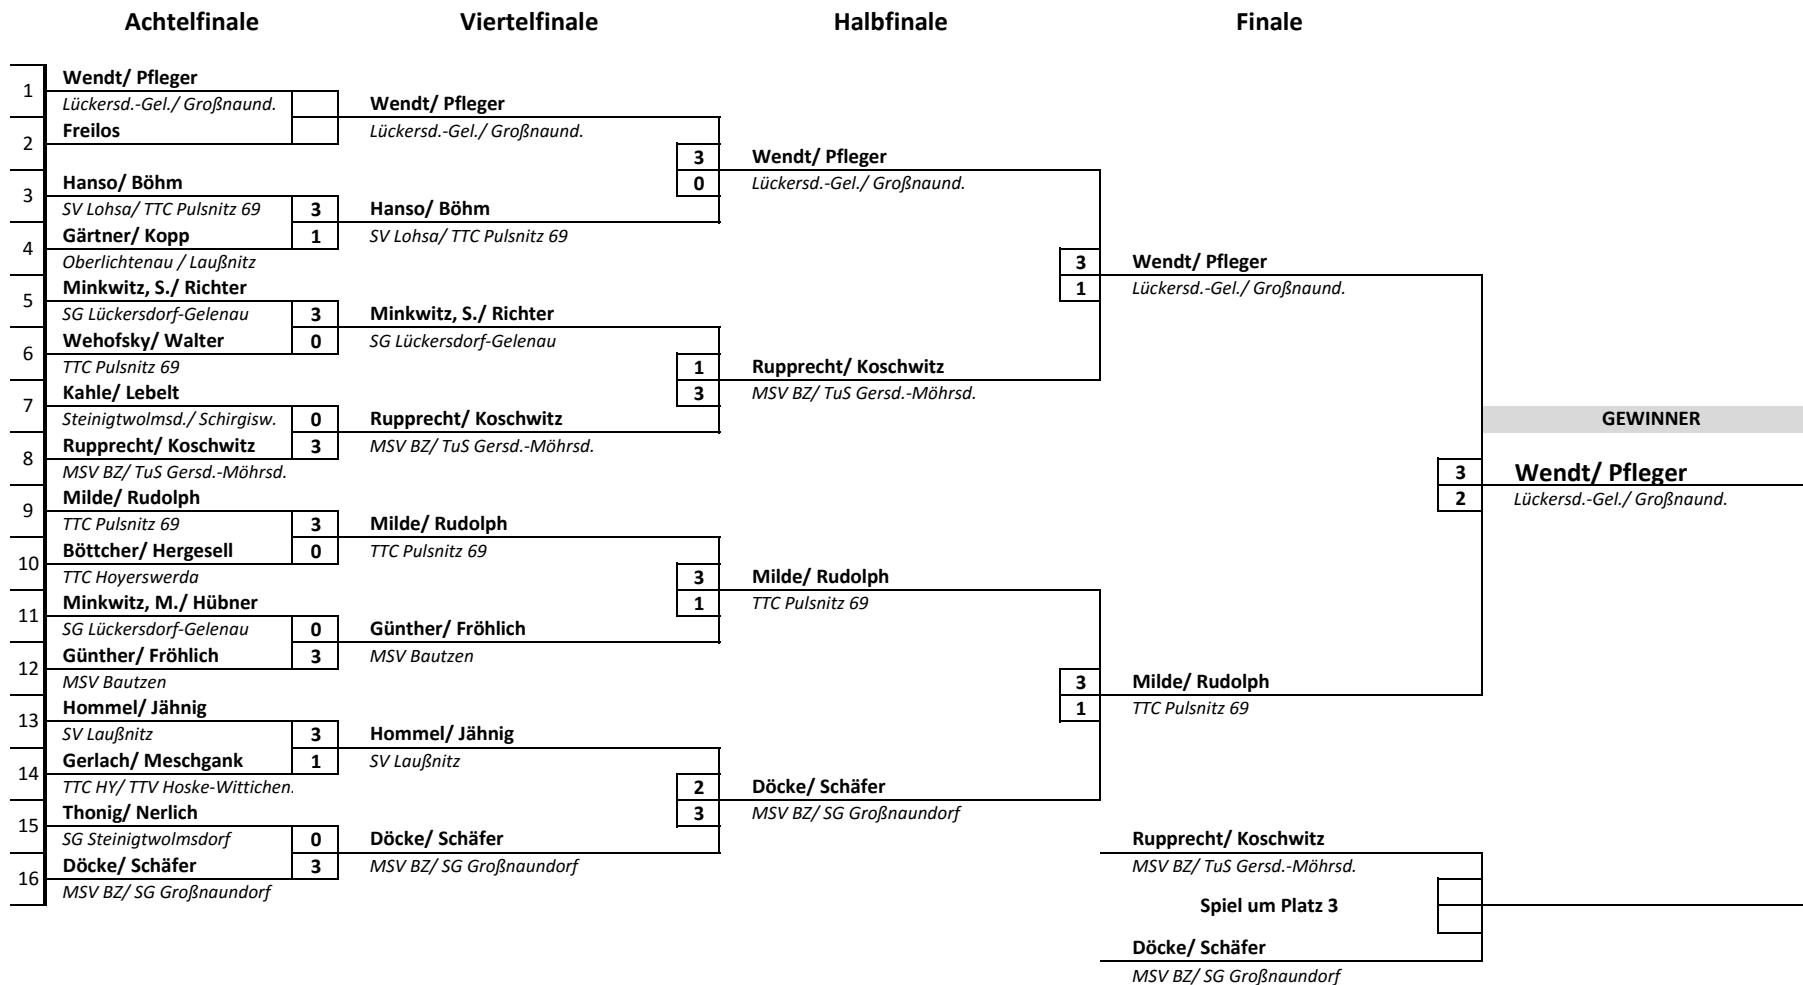 Achtelfinale Viertelfinale Halbfinale Finale
1 Wendt/ Pfleger
Lückersd.-Gel./ Großnaund.
2 Freilos
3 Hanso/ Böhm
SV Lohsa/ TTC Pulsnitz 69 3
4 Gärtner/ Kopp 1
Oberlichtenau / Laußnitz
5 Minkwitz, S./ Richter
SG Lückersdorf-Gelenau 3
6 Wehofsky/ Walter 0
TTC Pulsnitz 69
7 Kahle/ Lebelt
Steinigtwolmsd./ Schirgisw. 0
8 Rupprecht/ Koschwitz 3
MSV BZ/ TuS Gersd.-Möhrsd.
9 Milde/ Rudolph
TTC Pulsnitz 69 3
10 Böttcher/ Hergesell 0
TTC Hoyerswerda
11 Minkwitz, M./ Hübner
SG Lückersdorf-Gelenau 0
12 Günther/ Fröhlich 3
MSV Bautzen
13 Hommel/ Jähnig
SV Laußnitz 3
14 Gerlach/ Meschgank 1
TTC HY/ TTV Hoske-Wittichen.
15 Thonig/ Nerlich
SG Steinigtwolmsdorf 0
16 Döcke/ Schäfer 3
MSV BZ/ SG Großnaundorf
Wendt/ Pfleger
Lückersd.-Gel./ Großnaund.
3
0
Hanso/ Böhm
SV Lohsa/ TTC Pulsnitz 69
Minkwitz, S./ Richter
SG Lückersdorf-Gelenau
1
3
Rupprecht/ Koschwitz
MSV BZ/ TuS Gersd.-Möhrsd.
Milde/ Rudolph
TTC Pulsnitz 69
3
1
Günther/ Fröhlich
MSV Bautzen
Hommel/ Jähnig
SV Laußnitz
2
3
Döcke/ Schäfer
MSV BZ/ SG Großnaundorf
Wendt/ Pfleger
Lückersd.-Gel./ Großnaund.
3
1
Rupprecht/ Koschwitz
MSV BZ/ TuS Gersd.-Möhrsd.
Milde/ Rudolph
TTC Pulsnitz 69
3
1
Döcke/ Schäfer
MSV BZ/ SG Großnaundorf
Wendt/ Pfleger
Lückersd.-Gel./ Großnaund.
3
2
Milde/ Rudolph
TTC Pulsnitz 69
GEWINNER
Wendt/ Pfleger
Lückersd.-Gel./ Großnaund.
Rupprecht/ Koschwitz
MSV BZ/ TuS Gersd.-Möhrsd.
Spiel um Platz 3
Döcke/ Schäfer
MSV BZ/ SG Großnaundorf